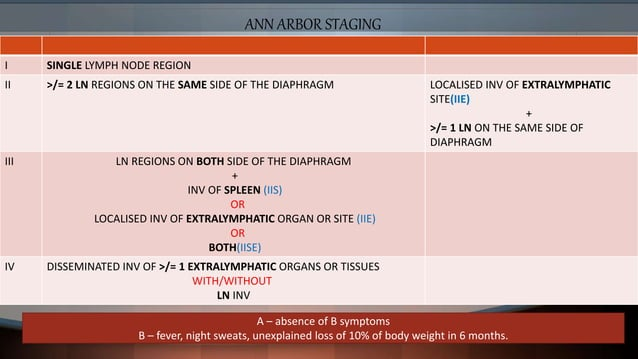 ANN ARBOR STAGING
I SINGLE LYMPH NODE REGION
II >/= 2 LN REGIONS ON THE SAME SIDE OF THE DIAPHRAGM
LOCALISED INV OF EXTRALYMPHATIC
SITE(IIE)
+
>/= 1 LN ON THE SAME SIDE OF
DIAPHRAGM
III LN REGIONS ON BOTH SIDE OF THE DIAPHRAGM
+
INV OF SPLEEN (IIS)
OR
LOCALISED INV OF EXTRALYMPHATIC ORGAN OR SITE (IIE)
OR
BOTH(IISE)
IV DISSEMINATED INV OF >/= 1 EXTRALYMPHATIC ORGANS OR TISSUES
WITH/WITHOUT
LN INV
A – absence of B symptoms
B – fever, night sweats, unexplained loss of 10% of body weight in 6 months.